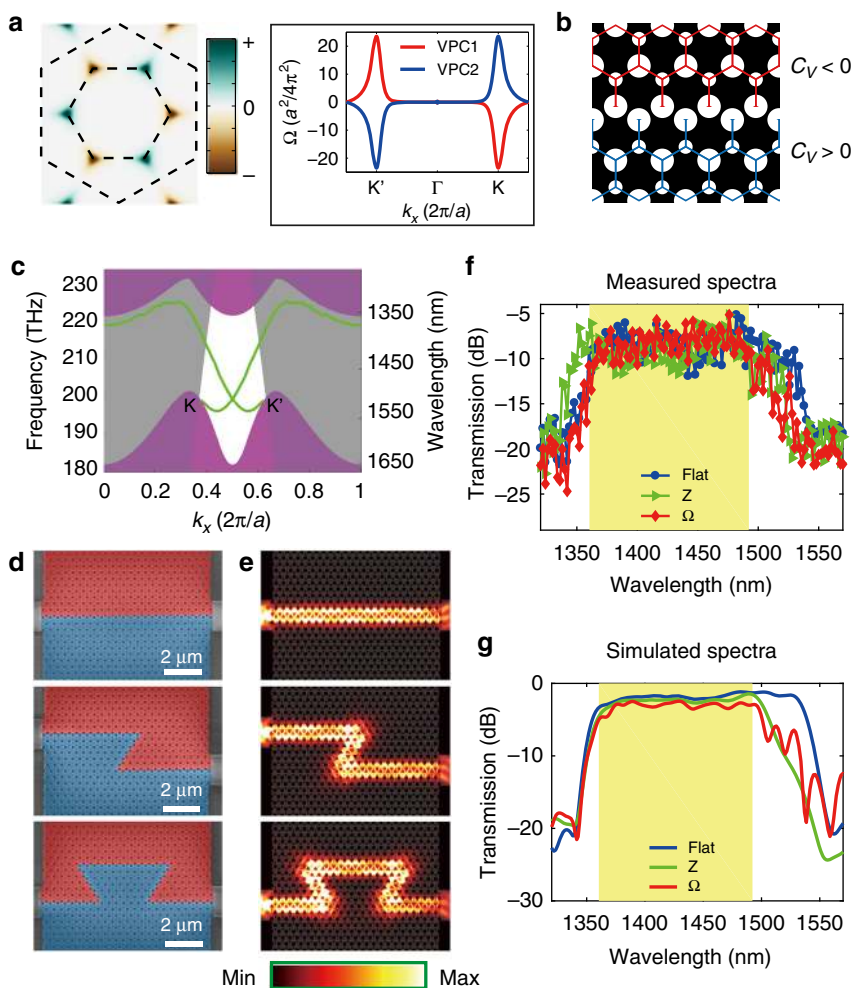 a
+
0
−
Ω (a²/4π²)
20
10
0
−10
−20
VPC1
VPC2
K'
Γ
K
kₓ (2π/a)
b
C_V < 0
C_V > 0
c
Frequency (THz)
230
220
210
200
190
180
1350
1400
1550
1650
Wavelength (nm)
K
K'
0
0.2
0.4
0.6
0.8
1
kₓ (2π/a)
d
2 μm
2 μm
2 μm
e
Min
Max
f
Measured spectra
Transmission (dB)
−5
−10
−15
−20
−25
Flat
Z
Ω
1350
1400
1450
1500
1550
Wavelength (nm)
g
Simulated spectra
Transmission (dB)
0
−10
−20
−30
Flat
Z
Ω
1350
1400
1450
1500
1550
Wavelength (nm)